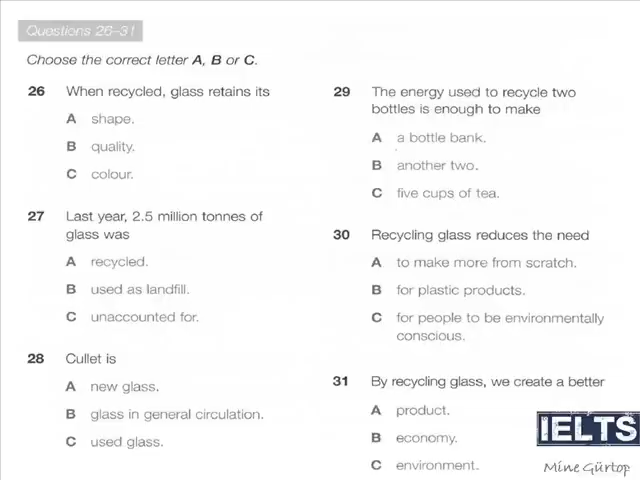 Questions 26–31
Choose the correct letter A, B or C.
26 When recycled, glass retains its
A shape.
B quality.
C colour.
27 Last year, 2.5 million tonnes of
glass was
A recycled.
B used as landfill.
C unaccounted for.
28 Cullet is
A new glass.
B glass in general circulation.
C used glass.
29 The energy used to recycle two
bottles is enough to make
A a bottle bank.
B another two.
C five cups of tea.
30 Recycling glass reduces the need
A to make more from scratch.
B for plastic products.
C for people to be environmentally
conscious.
31 By recycling glass, we create a better
A product.
B economy.
C environment.
IELTS
Mine Gürtop